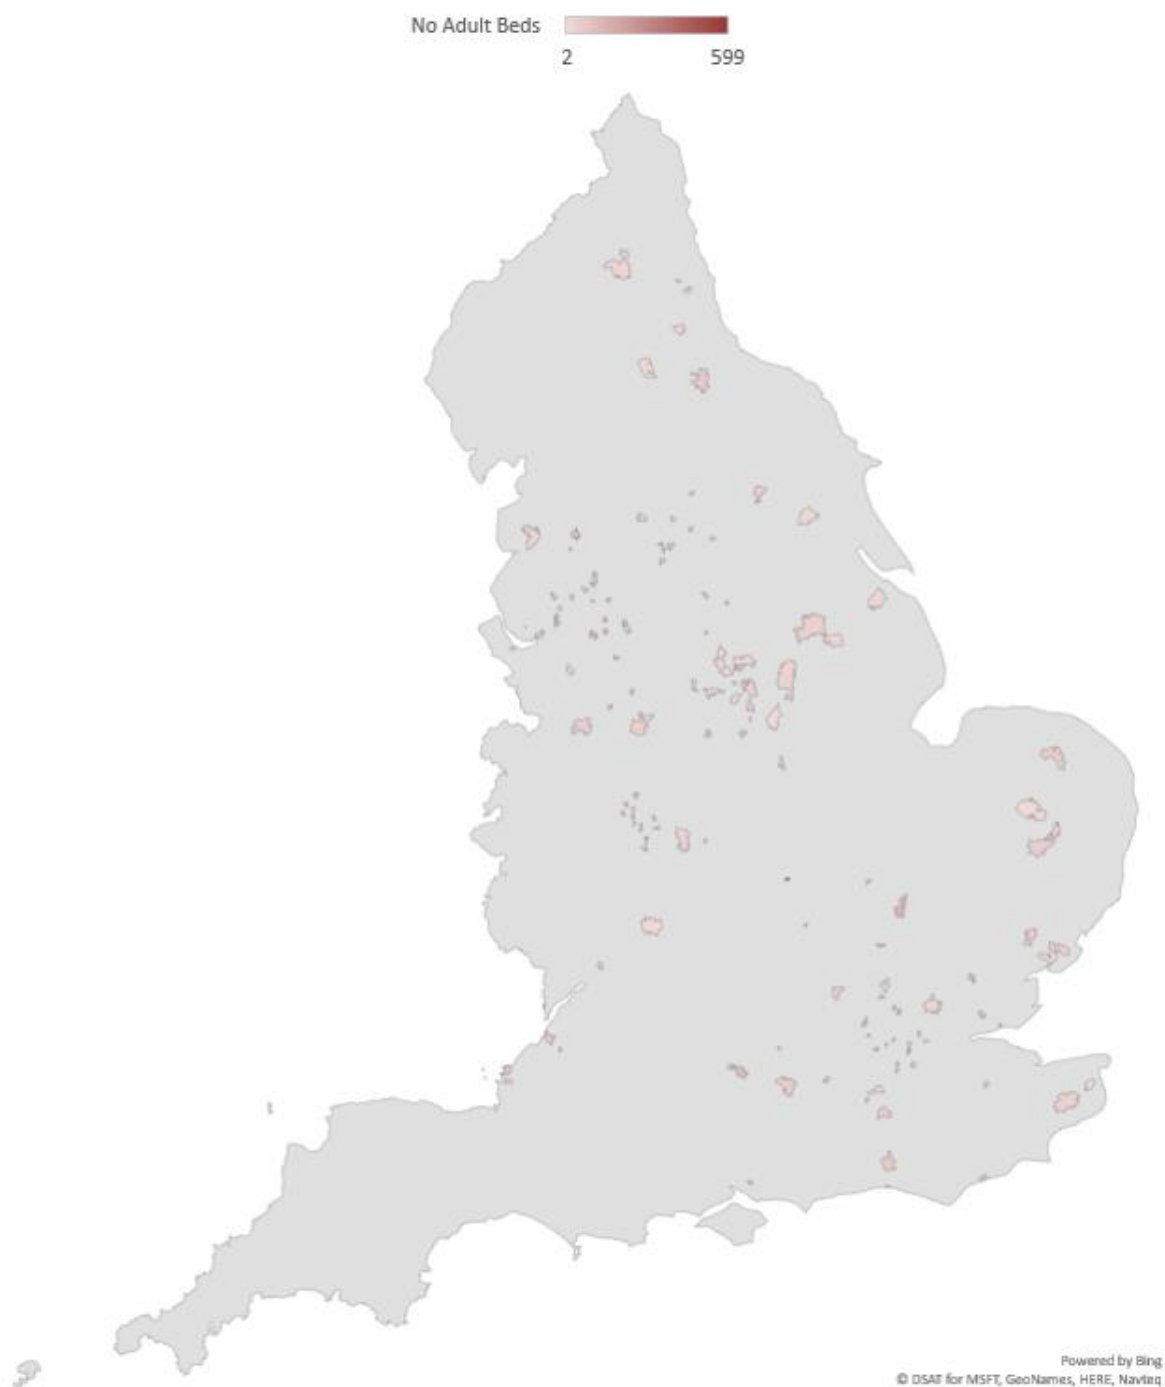 No Adult Beds
2 599
Powered by Bing
© DSAT for MSFT, GeoNames, HERE, Navteq